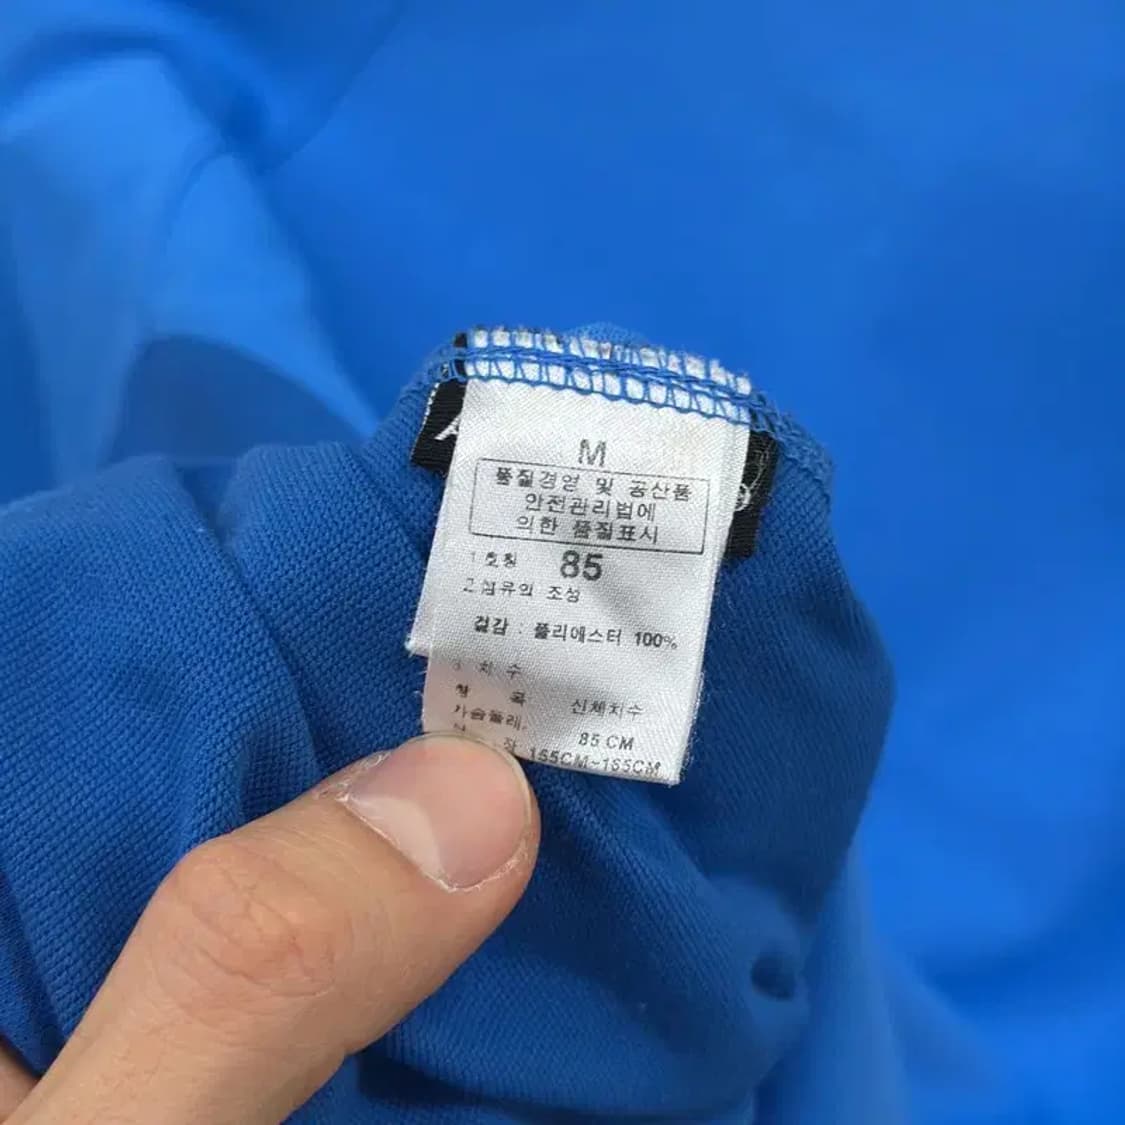 M
품질경영 및 공산품
안전관리법에
의한 품질표시
1 호칭 85
2.섬유의 조성
겉감 : 폴리에스터 100%
3 치수
항 목 신체치수
가슴둘레. 85 CM
155CM~165CM